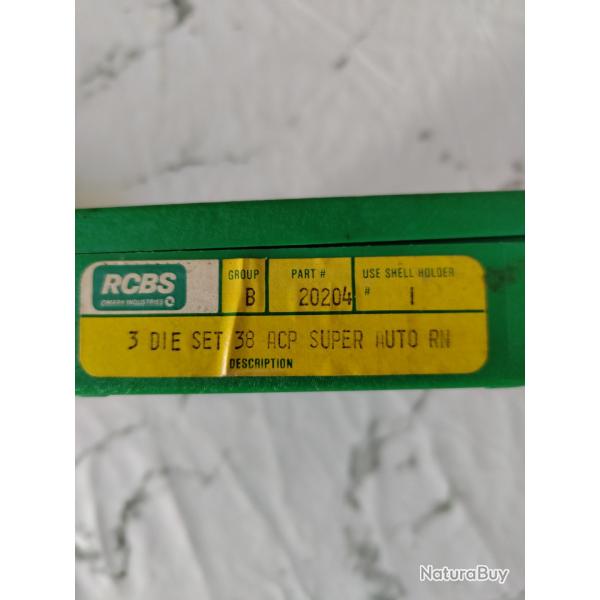 RCBS
OMARK INDUSTRIES
GROUP
B
PART #
20204
USE SHELL HOLDER
# 1
3 DIE SET 38 ACP SUPER AUTO RN
DESCRIPTION
NaturaBuy